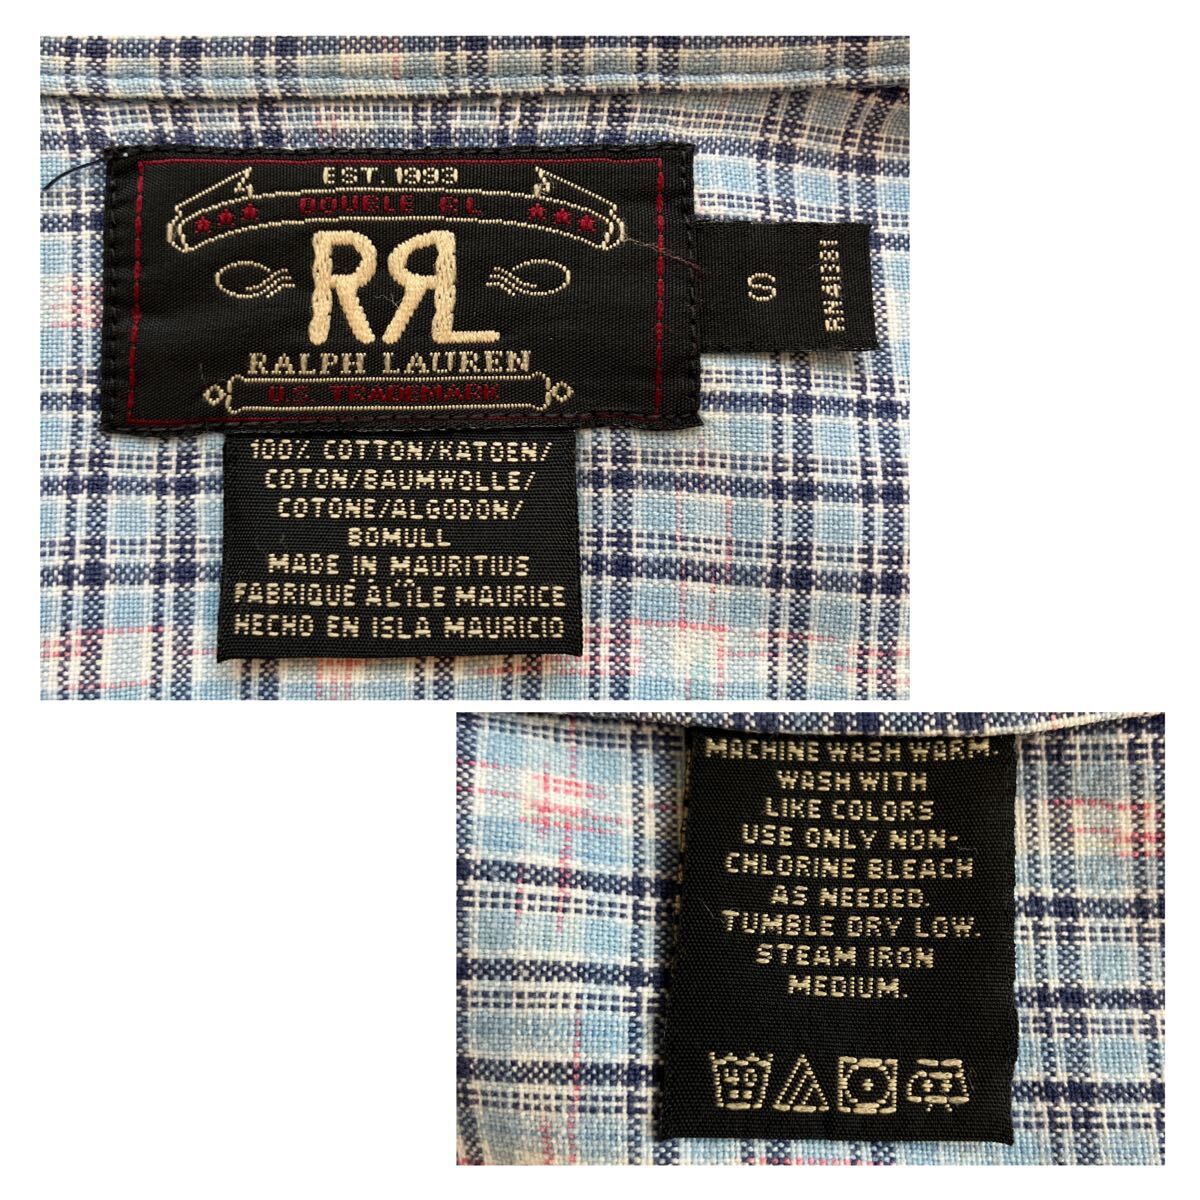 EST. 1993
DOUBLE RL
RRL
RALPH LAUREN
U.S. TRADEMARK
S
RN41381
100% COTTON/KATOEN/
COTON/BAUMWOLLE/
COTONE/ALGODON/
BOMULL
MADE IN MAURITIUS
FABRIQUÉ À L'ÎLE MAURICE
HECHO EN ISLA MAURICIO
MACHINE WASH WARM.
WASH WITH
LIKE COLORS
USE ONLY NON-
CHLORINE BLEACH
AS NEEDED.
TUMBLE DRY LOW.
STEAM IRON
MEDIUM.
40